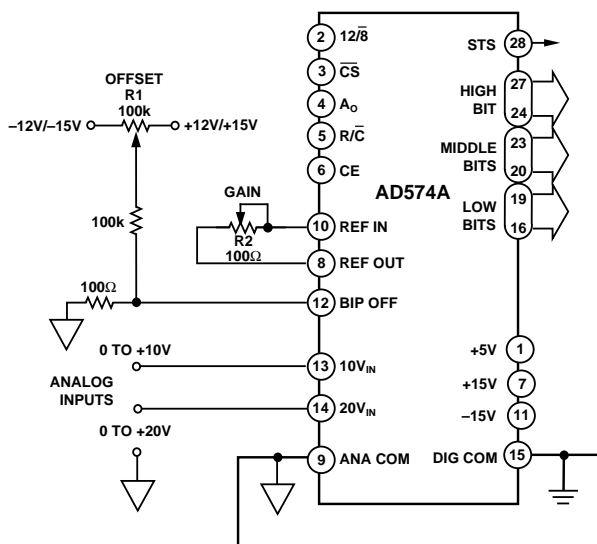 OFFSET
R1
100k
–12V/–15V
+12V/+15V
100k
100Ω
GAIN
R2
100Ω
0 TO +10V
ANALOG
INPUTS
0 TO +20V
AD574A
2 12/8̅
3 C̅S̅
4 AO
5 R/C̅
6 CE
10 REF IN
8 REF OUT
12 BIP OFF
13 10VIN
14 20VIN
9 ANA COM
STS 28
HIGH
BIT
27
24
MIDDLE
BITS
23
20
LOW
BITS
19
16
+5V 1
+15V 7
–15V 11
DIG COM 15